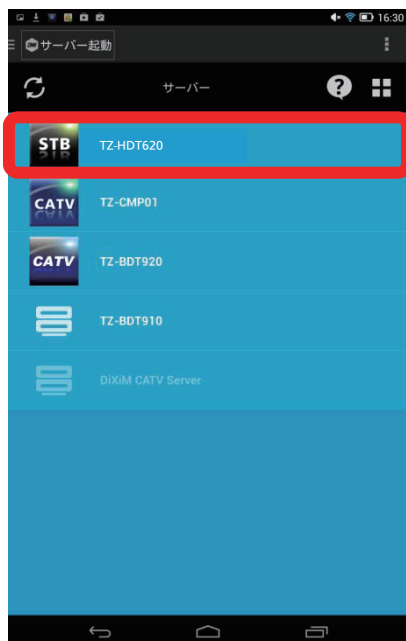 16:30
サーバー起動
サーバー
?
STB TZ-HDT620
CATV TZ-CMP01
CATV TZ-BDT920
TZ-BDT910
DiXiM CATV Server